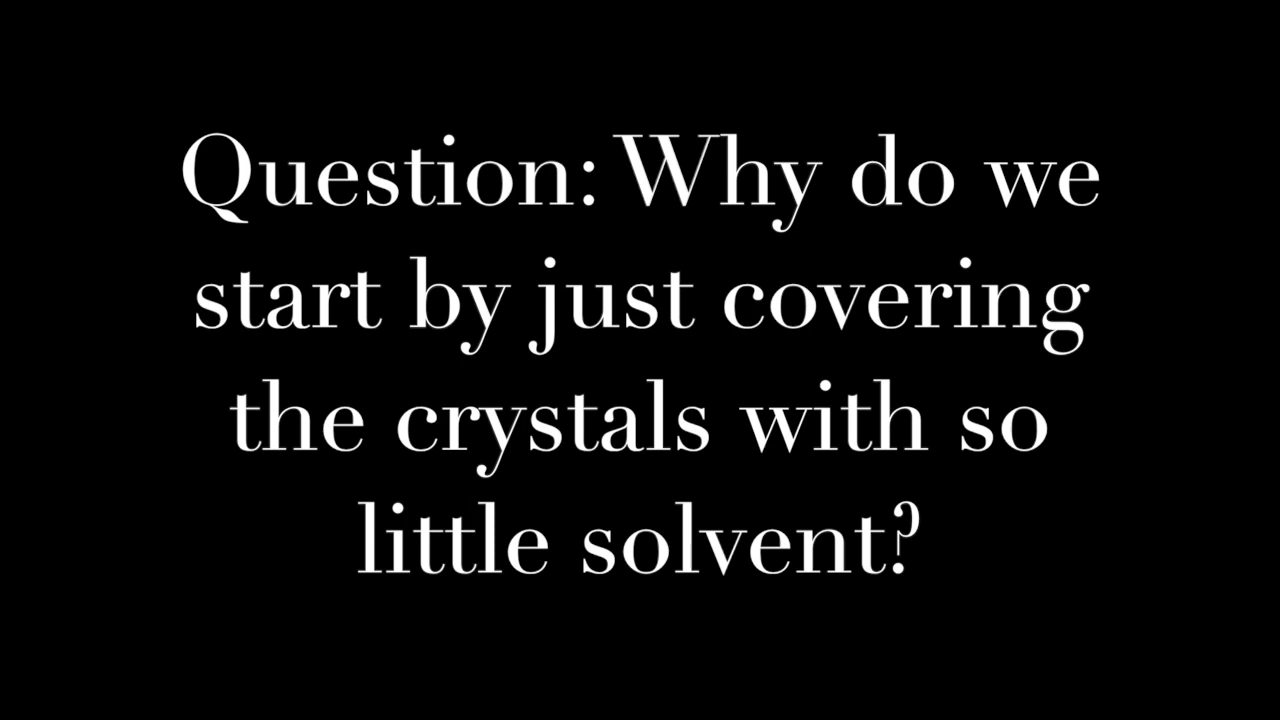 Question: Why do we
start by just covering
the crystals with so
little solvent?